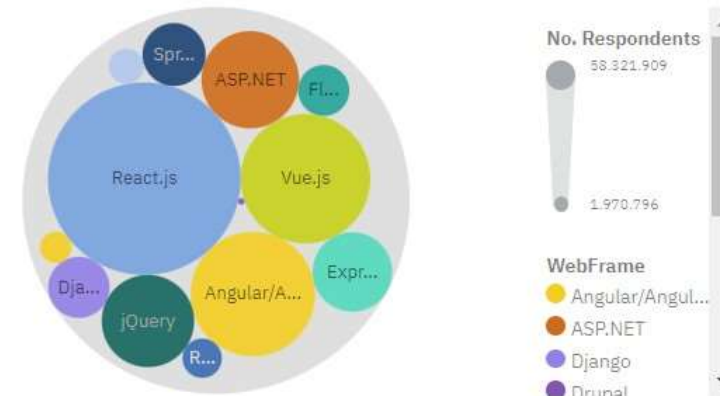 Spr...
ASP.NET
Fl...
React.js
Vue.js
Dja...
Angular/A...
Expr...
jQuery
R...
No. Respondents
58.321.909
1.970.796
WebFrame
Angular/Angul...
ASP.NET
Django
Drupal